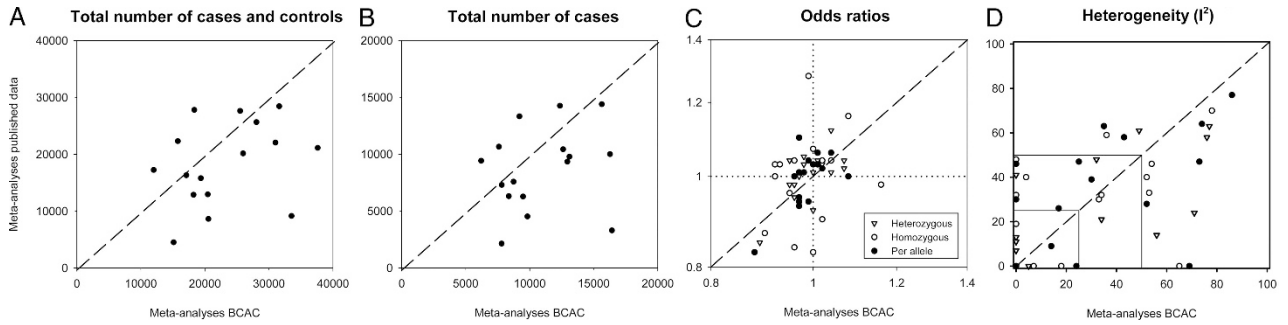 A Total number of cases and controls
Meta-analyses published data
40000
30000
20000
10000
0
0 10000 20000 30000 40000
Meta-analyses BCAC
B Total number of cases
20000
15000
10000
5000
0
0 4000 8000 12000 16000 20000
Meta-analyses BCAC
C Odds ratios
1.4
1.2
1
0.8
Heterozygous
Homozygous
Per allele
0.8 1 1.2 1.4
Meta-analyses BCAC
D Heterogeneity (I²)
100
80
60
40
20
0
0 20 40 60 80 100
Meta-analyses BCAC